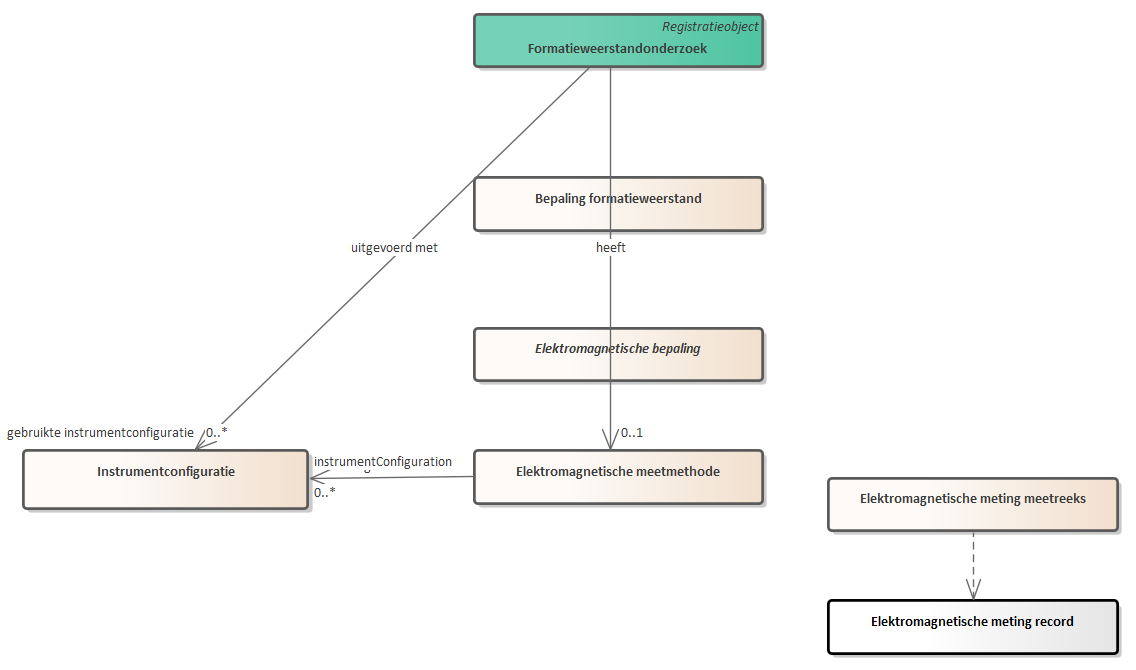 Registratieobject
Formatieweerstandonderzoek
Bepaling formatieweerstand
uitgevoerd met
heeft
Elektromagnetische bepaling
gebruikte instrumentconfiguratie
0..*
0..1
Instrumentconfiguratie
instrumentConfiguration
0..*
Elektromagnetische meetmethode
Elektromagnetische meting meetreeks
Elektromagnetische meting record